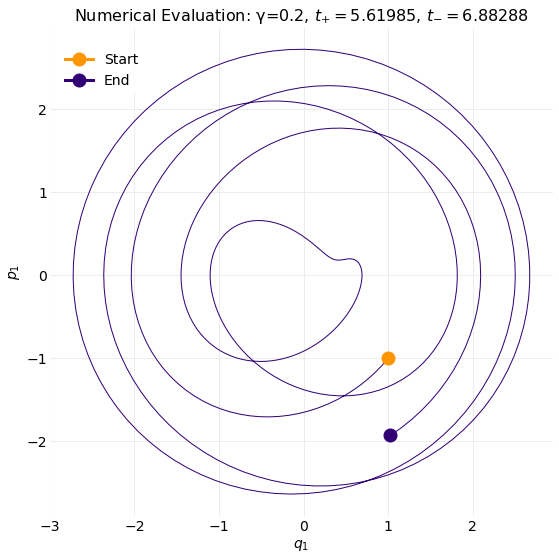 Numerical Evaluation: γ=0.2, t₊ = 5.61985, t₋ = 6.88288
Start
End
2
1
0
−1
−2
p₁
−3
−2
−1
0
1
2
q₁